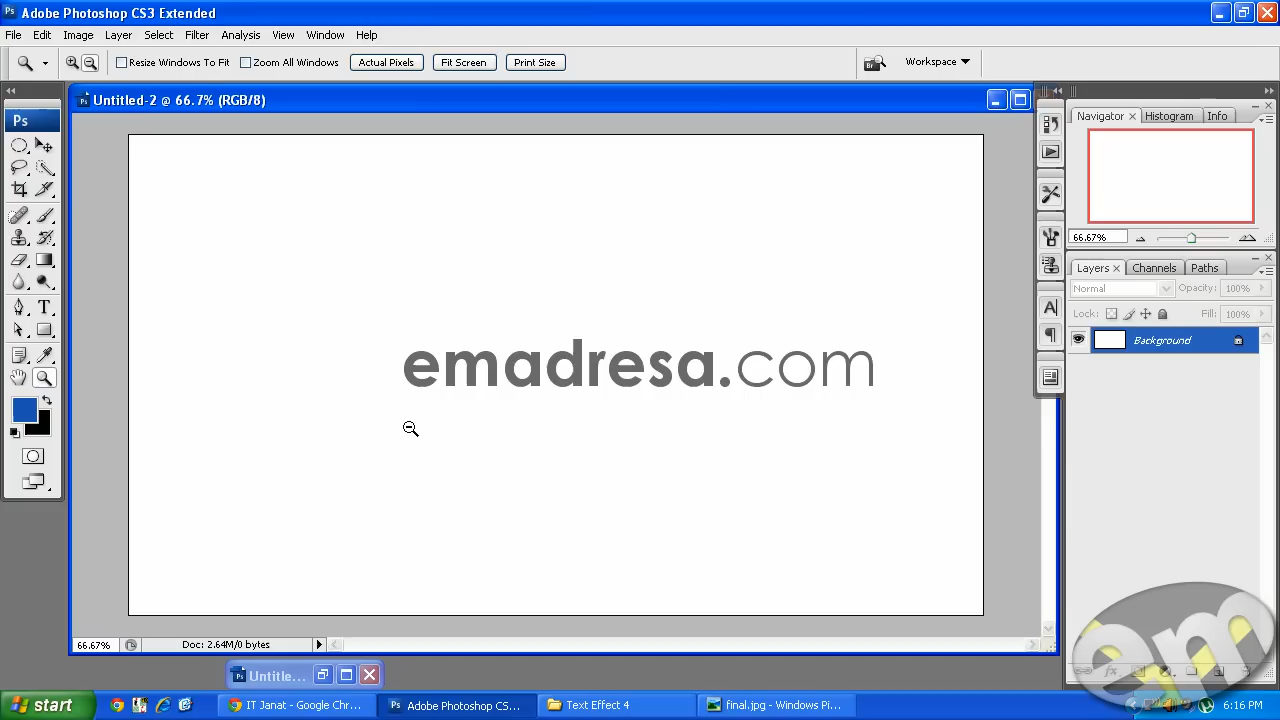 Adobe Photoshop CS3 Extended
File Edit Image Layer Select Filter Analysis View Window Help
Resize Windows To Fit Zoom All Windows Actual Pixels Fit Screen Print Size Workspace
Untitled-2 @ 66.7% (RGB/8)
Ps
Navigator Histogram Info
66.67%
Layers Channels Paths
Normal Opacity: 100%
Lock: Fill: 100%
Background
emadresa.com
66.67% Doc: 2.64M/0 bytes
Untitle...
em
start IT Janat - Google Chr... Adobe Photoshop CS... Text Effect 4 final.jpg - Windows Pi... 6:16 PM